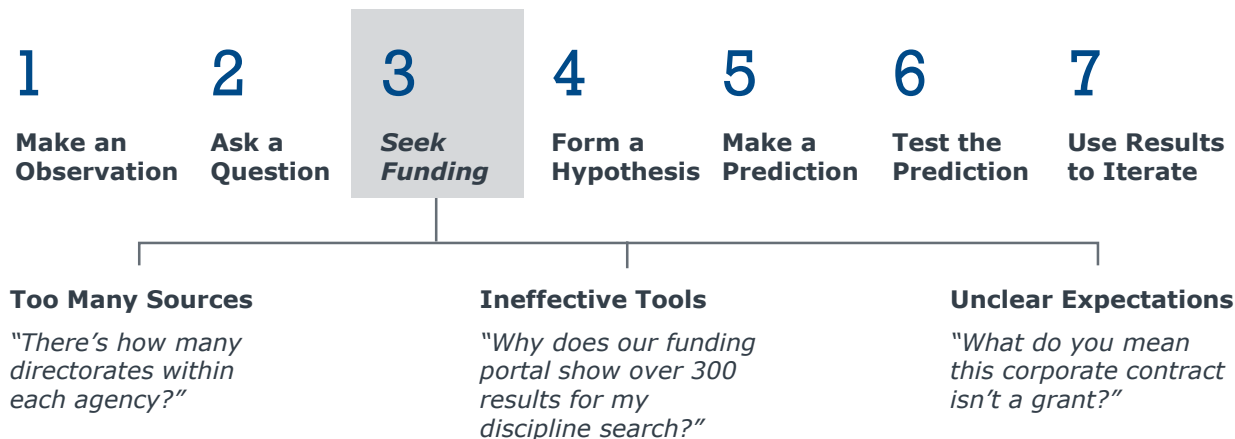 1
Make an
Observation
2
Ask a
Question
3
Seek
Funding
4
Form a
Hypothesis
5
Make a
Prediction
6
Test the
Prediction
7
Use Results
to Iterate
Too Many Sources
“There’s how many
directorates within
each agency?”
Ineffective Tools
“Why does our funding
portal show over 300
results for my
discipline search?”
Unclear Expectations
“What do you mean
this corporate contract
isn’t a grant?”